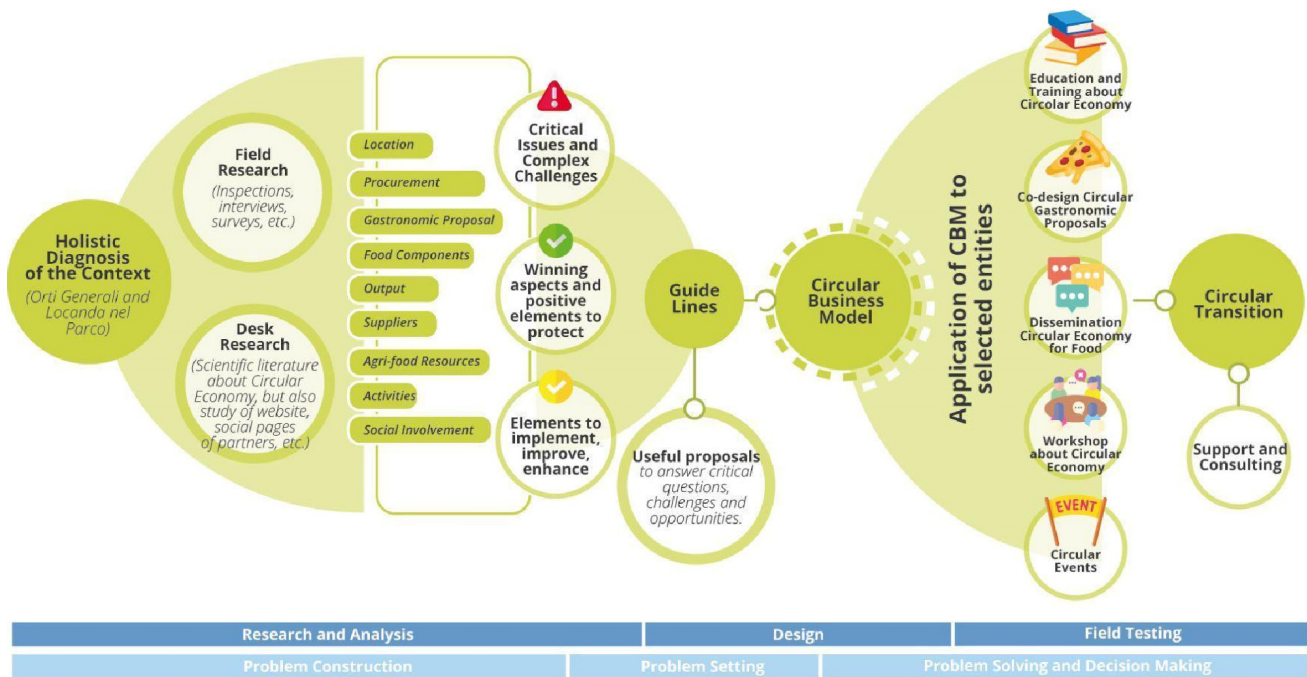 Holistic
Diagnosis
of the Context
(Orti Generali and
Locanda nel
Parco)
Field
Research
(Inspections,
interviews,
surveys, etc.)
Desk
Research
(Scientific literature
about Circular
Economy, but also
study of website,
social pages
of partners, etc.)
Location
Procurement
Gastronomic Proposal
Food Components
Output
Suppliers
Agri-food Resources
Activities
Social Involvement
Critical
Issues and
Complex
Challenges
Winning
aspects and
positive
elements to
protect
Elements to
implement,
improve,
enhance
Guide
Lines
Useful proposals
to answer critical
questions,
challenges and
opportunities.
Circular
Business
Model
Application of CBM to
selected entities
Education and
Training about
Circolar Economy
Co-design Circular
Gastronomic
Proposals
Dissemination
Circular Economy
for Food
Workshop
about Circular
Economy
EVENT
Circular
Events
Circular
Transition
Support and
Consulting
Research and Analysis
Design
Field Testing
Problem Construction
Problem Setting
Problem Solving and Decision Making